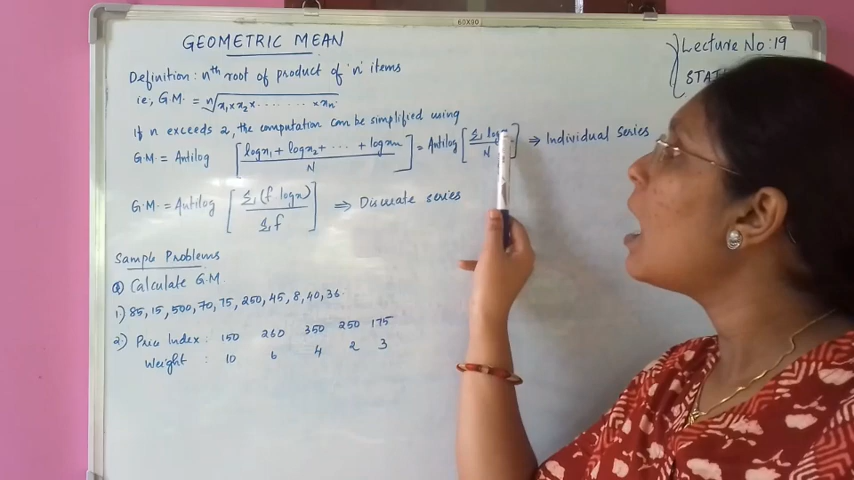 60X90
GEOMETRIC MEAN
Lecture No: 19
STAT
Definition: nth root of product of 'n' items
ie; G.M. = ⁿ√x₁ × x₂ × . . . . . . . × xn.
If n exceeds 2, the computation can be simplified using
G.M. = Antilog [log x₁ + log x₂ + ... + log xn / N] = Antilog [Σ log / N] ⇒ Individual Series
G.M. = Antilog [Σ(f log x) / Σf] ⇒ Discrete series
Sample Problems
Q) Calculate G.M.
1) 85, 15, 500, 70, 75, 250, 45, 8, 40, 36.
2) Price Index : 150 260 350 250 175
Weight : 10 6 4 2 3